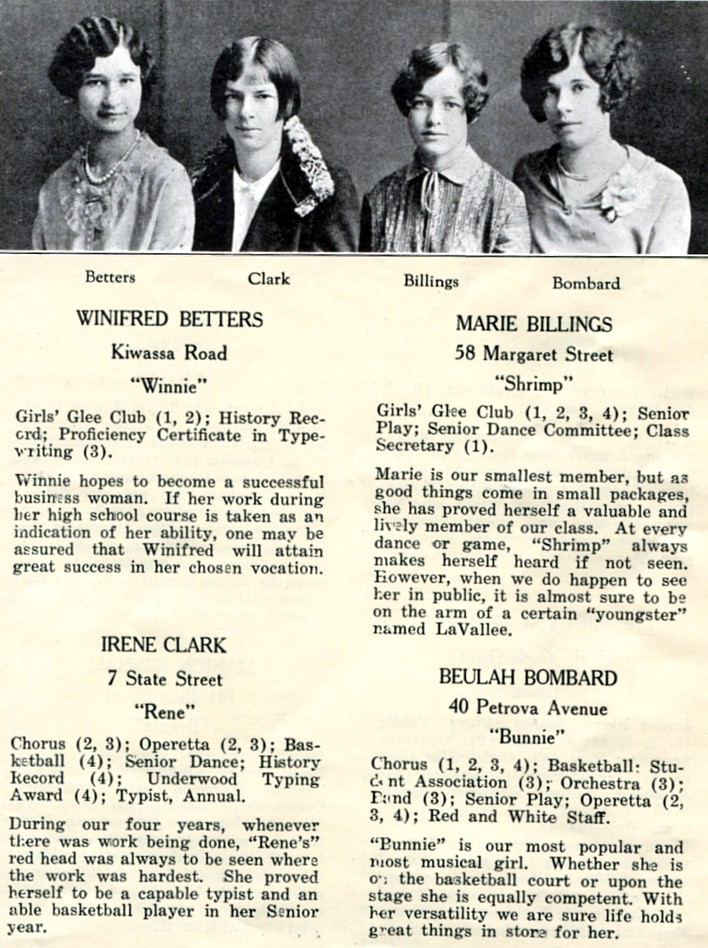 Betters Clark Billings Bombard
WINIFRED BETTERS
Kiwassa Road
"Winnie"
Girls' Glee Club (1, 2); History Rec-
ord; Proficiency Certificate in Type-
writing (3).
Winnie hopes to become a successful
business woman. If her work during
her high school course is taken as an
indication of her ability, one may be
assured that Winifred will attain
great success in her chosen vocation.
IRENE CLARK
7 State Street
"Rene"
Chorus (2, 3); Operetta (2, 3); Bas-
ketball (4); Senior Dance; History
Record (4); Underwood Typing
Award (4); Typist, Annual.
During our four years, whenever
there was work being done, "Rene's"
red head was always to be seen where
the work was hardest. She proved
herself to be a capable typist and an
able basketball player in her Senior
year.
MARIE BILLINGS
58 Margaret Street
"Shrimp"
Girls' Glee Club (1, 2, 3, 4); Senior
Play; Senior Dance Committee; Class
Secretary (1).
Marie is our smallest member, but as
good things come in small packages,
she has proved herself a valuable and
lively member of our class. At every
dance or game, "Shrimp" always
makes herself heard if not seen.
However, when we do happen to see
her in public, it is almost sure to be
on the arm of a certain "youngster"
named LaVallee.
BEULAH BOMBARD
40 Petrova Avenue
"Bunnie"
Chorus (1, 2, 3, 4); Basketball: Stu-
dent Association (3); Orchestra (3);
Band (3); Senior Play; Operetta (2,
3, 4); Red and White Staff.
"Bunnie" is our most popular and
most musical girl. Whether she is
on the basketball court or upon the
stage she is equally competent. With
her versatility we are sure life holds
great things in store for her.